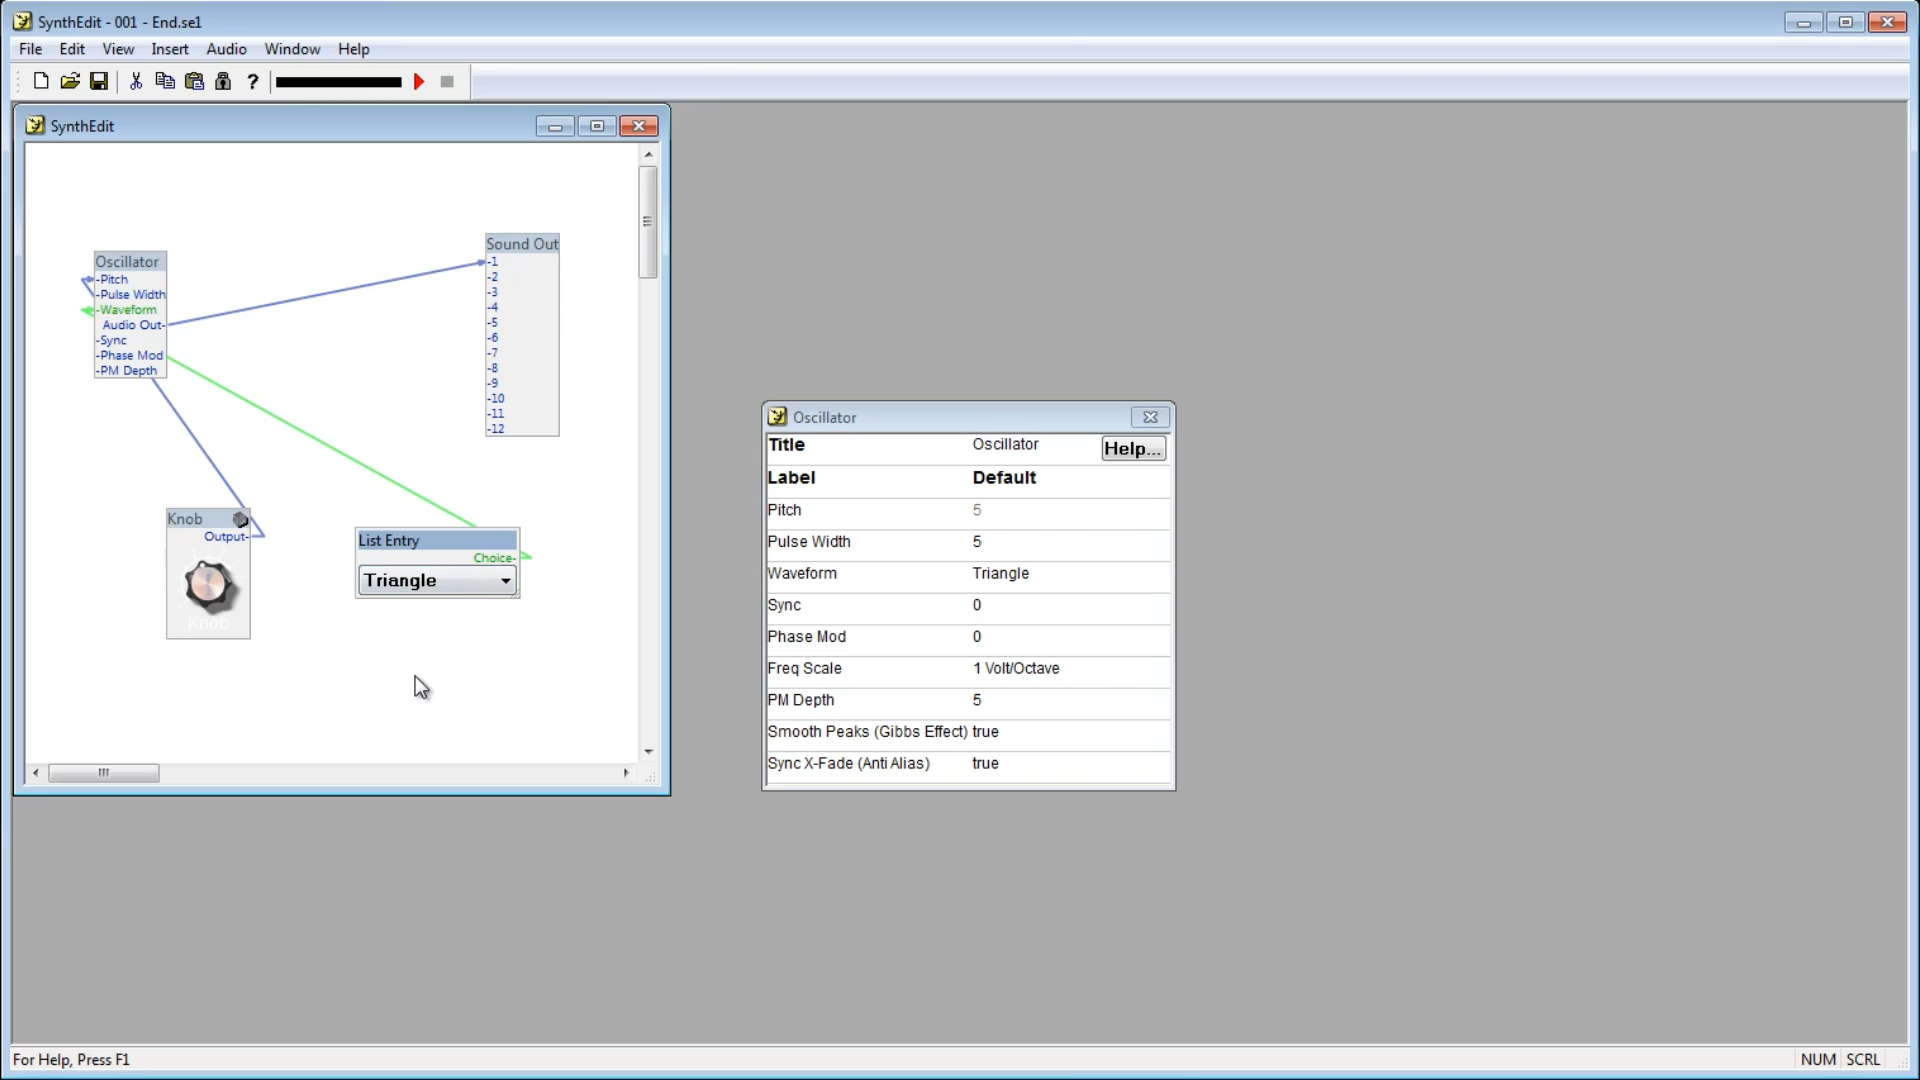 SynthEdit - 001 - End.se1
File Edit View Insert Audio Window Help
SynthEdit
Oscillator
-Pitch
-Pulse Width
-Waveform
Audio Out-
-Sync
-Phase Mod
-PM Depth
Sound Out
-1
-2
-3
-4
-5
-6
-7
-8
-9
-10
-11
-12
Knob
Output-
Knob
List Entry
Choice-
Triangle
Oscillator
Title Oscillator Help...
Label Default
Pitch 5
Pulse Width 5
Waveform Triangle
Sync 0
Phase Mod 0
Freq Scale 1 Volt/Octave
PM Depth 5
Smooth Peaks (Gibbs Effect) true
Sync X-Fade (Anti Alias) true
For Help, Press F1
NUM SCRL